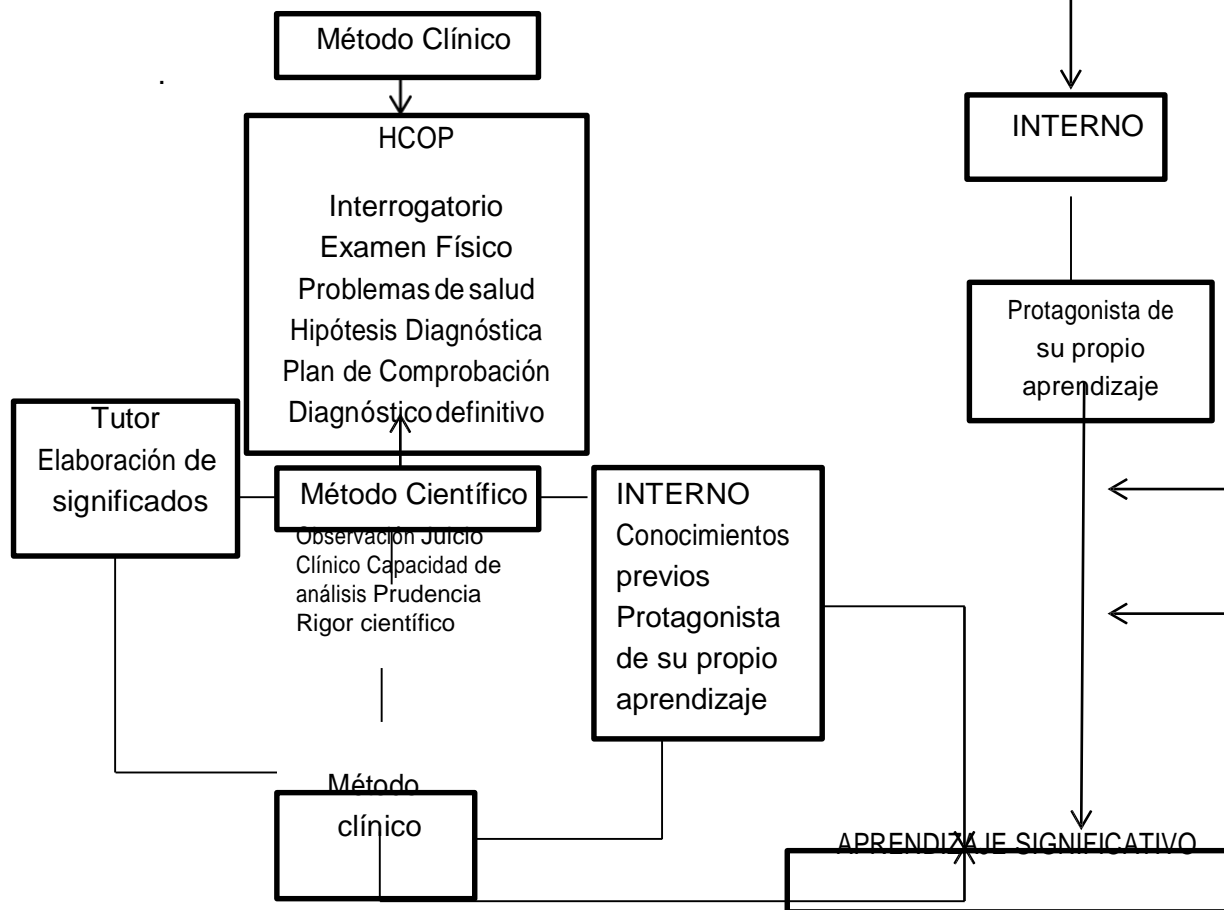 Método Clínico
.
HCOP
Interrogatorio
Examen Físico
Problemas de salud
Hipótesis Diagnóstica
Plan de Comprobación
Diagnóstico definitivo
Tutor
Elaboración de
significados
Método Científico
Observación Juicio
Clínico Capacidad de
análisis Prudencia
Rigor científico
INTERNO
Conocimientos
previos
Protagonista
de su propio
aprendizaje
Método
clínico
INTERNO
Protagonista de
su propio
aprendizaje
APRENDIZAJE SIGNIFICATIVO